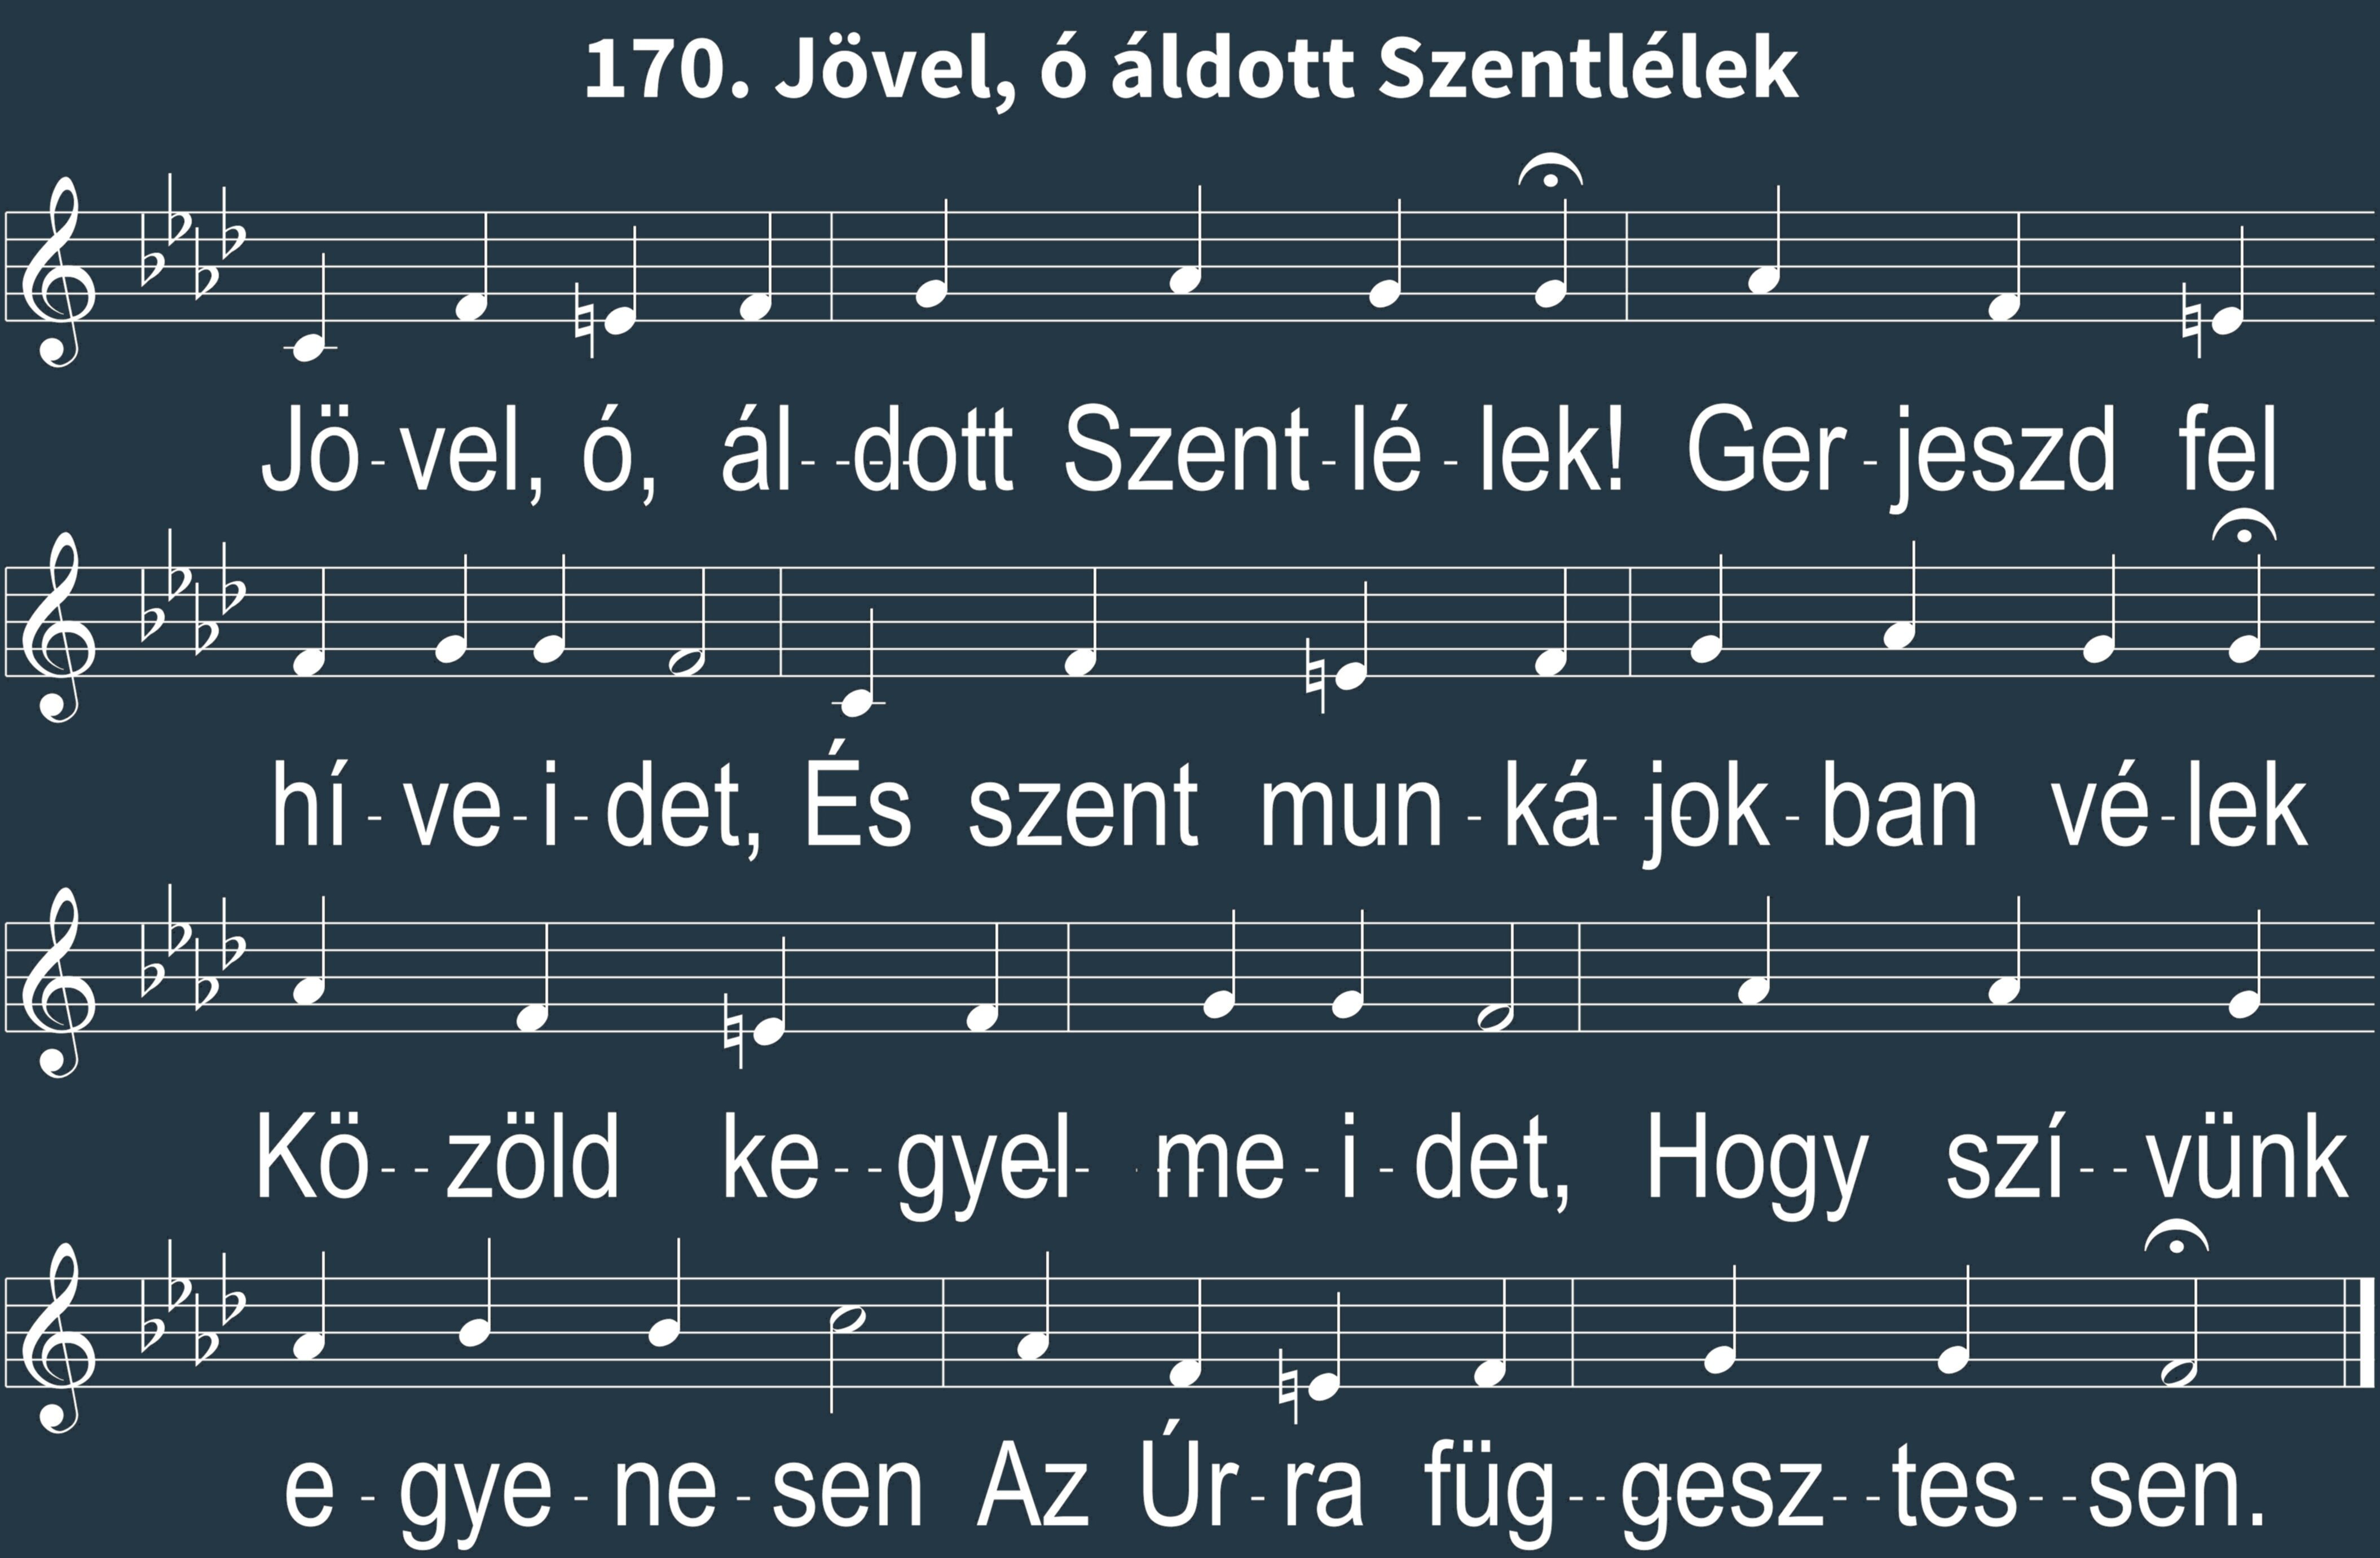 170. Jövel, ó áldott Szentlélek
Jö-vel, ó, ál- -dott Szent-lé-lek! Ger-jeszd fel
hí-ve-i-det, És szent mun-ká- jok-ban vé-lek
Kö--zöld ke--gyel- me-i-det, Hogy szí--vünk
e-gye-ne-sen Az Úr-ra füg--gesz--tes--sen.